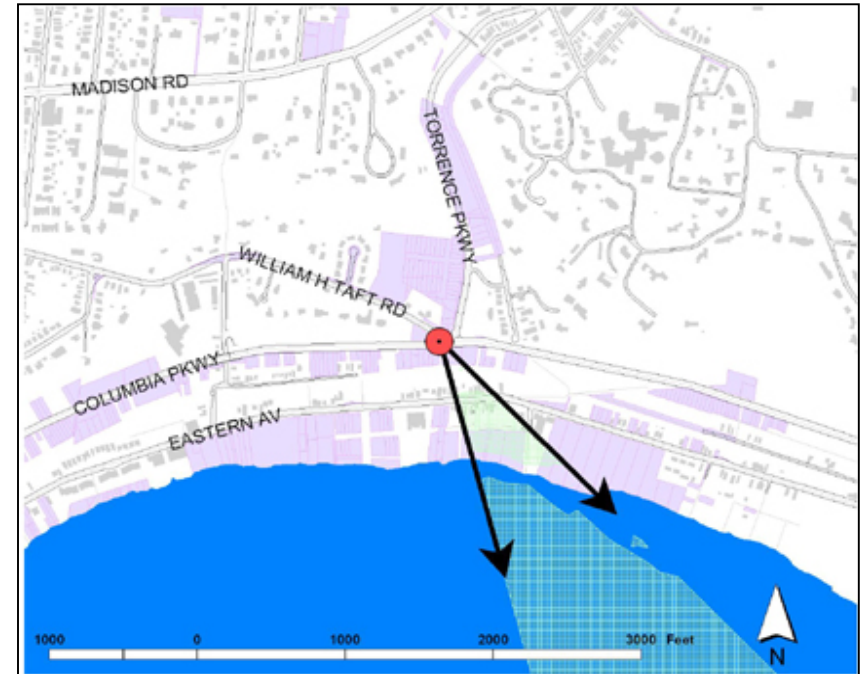 MADISON RD
TORRENCE PKWY
WILLIAM H TAFT RD
COLUMBIA PKWY
EASTERN AV
1000 0 1000 2000 3000 Feet
N